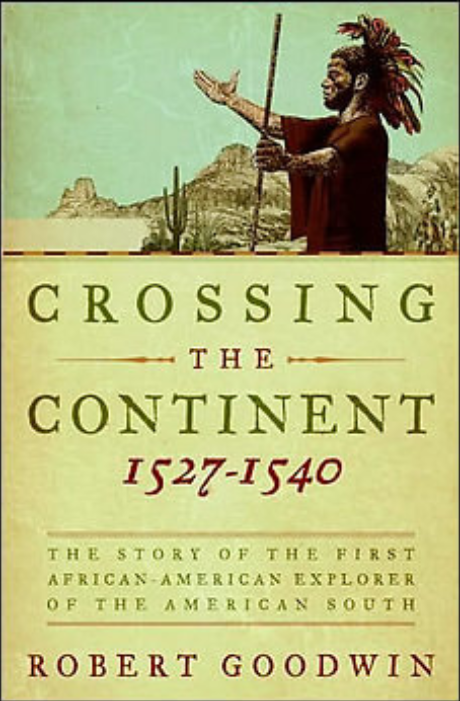 CROSSING
THE
CONTINENT
1527-1540
THE STORY OF THE FIRST
AFRICAN-AMERICAN EXPLORER
OF THE AMERICAN SOUTH
ROBERT GOODWIN